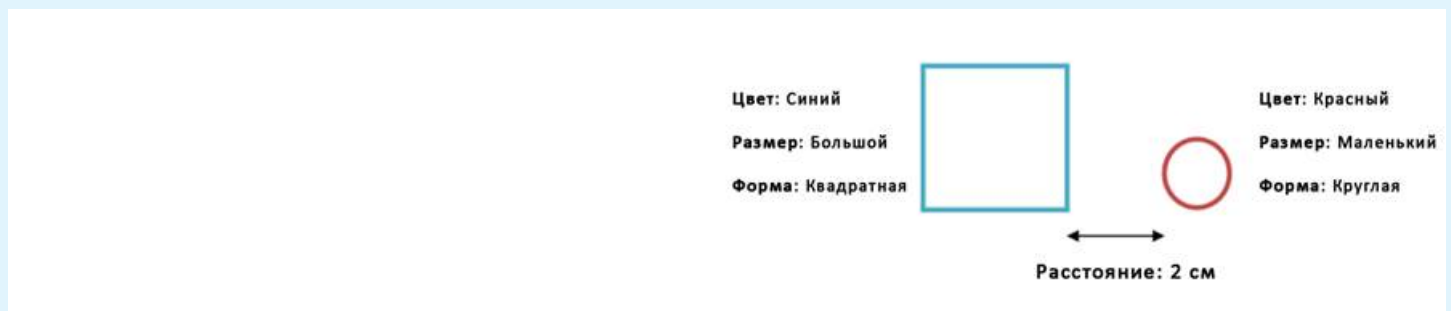 Цвет: Синий
Размер: Большой
Форма: Квадратная
Цвет: Красный
Размер: Маленький
Форма: Круглая
Расстояние: 2 см